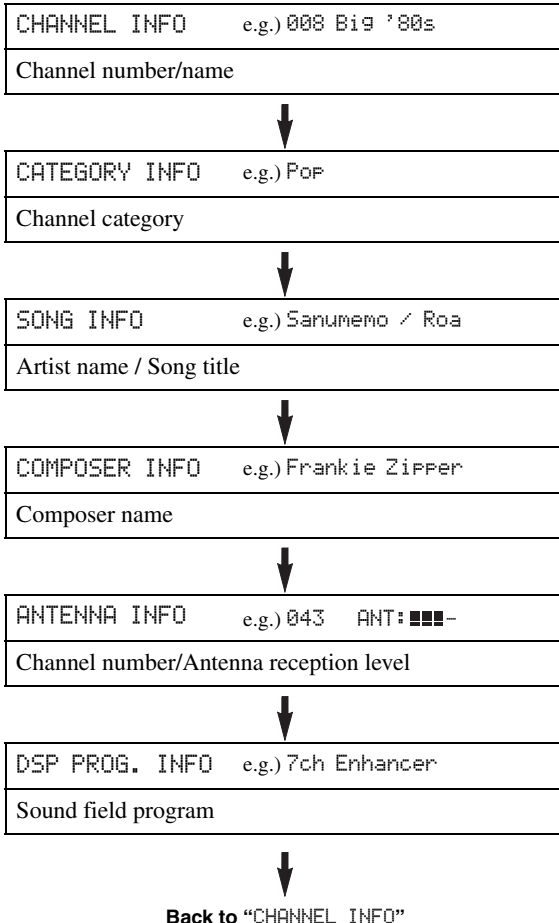 CHANNEL INFO e.g.) 008 Big '80s
Channel number/name
CATEGORY INFO e.g.) Pop
Channel category
SONG INFO e.g.) Sanumemo / Roa
Artist name / Song title
COMPOSER INFO e.g.) Frankie Zipper
Composer name
ANTENNA INFO e.g.) 043 ANT:■■■-
Channel number/Antenna reception level
DSP PROG. INFO e.g.) 7ch Enhancer
Sound field program
Back to “CHANNEL INFO”